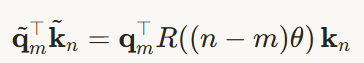 q̃ₘ^⊤ k̃ₙ = qₘ^⊤ R((n − m)θ) kₙ